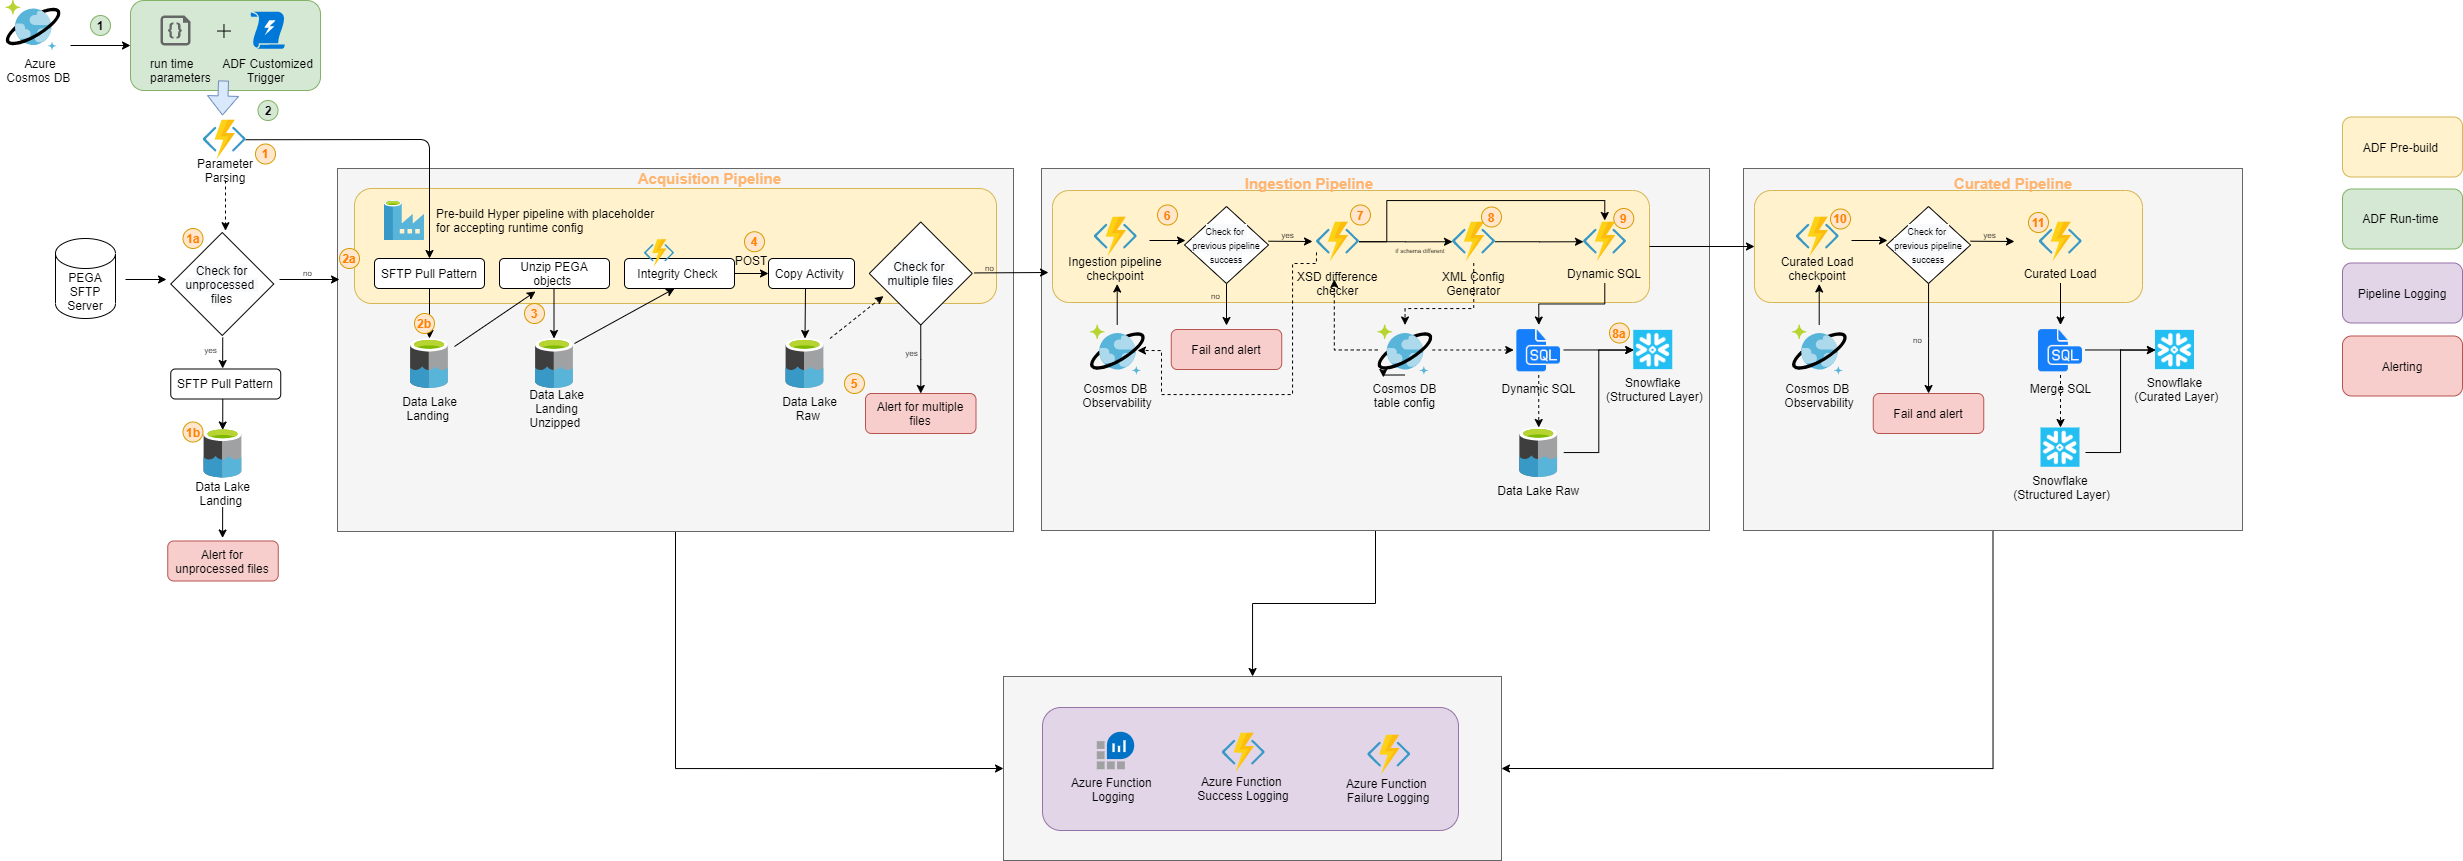 Azure
Cosmos DB
1
{}
+
run time
parameters
ADF Customized
Trigger
2
1
Parameter
Parsing
PEGA
SFTP
Server
1a
Check for
unprocessed
files
no
yes
SFTP Pull Pattern
1b
Data Lake
Landing
Alert for
unprocessed files
Acquisition Pipeline
Pre-build Hyper pipeline with placeholder
for accepting runtime config
2a
SFTP Pull Pattern
Unzip PEGA
objects
Integrity Check
4
POST
Copy Activity
Check for
multiple files
no
2b
3
Data Lake
Landing
Data Lake
Landing
Unzipped
Data Lake
Raw
5
yes
Alert for multiple
files
Ingestion Pipeline
Ingestion pipeline
checkpoint
6
Check for
previous pipeline
success
yes
no
7
XSD difference
checker
if schema different
8
XML Config
Generator
9
Dynamic SQL
Cosmos DB
Observability
Fail and alert
Cosmos DB
table config
SQL
Dynamic SQL
8a
Snowflake
(Structured Layer)
Data Lake Raw
Curated Pipeline
Curated Load
checkpoint
10
Check for
previous pipeline
success
yes
no
11
Curated Load
Cosmos DB
Observability
Fail and alert
SQL
Merge SQL
Snowflake
(Curated Layer)
Snowflake
(Structured Layer)
ADF Pre-build
ADF Run-time
Pipeline Logging
Alerting
Azure Function
Logging
Azure Function
Success Logging
Azure Function
Failure Logging